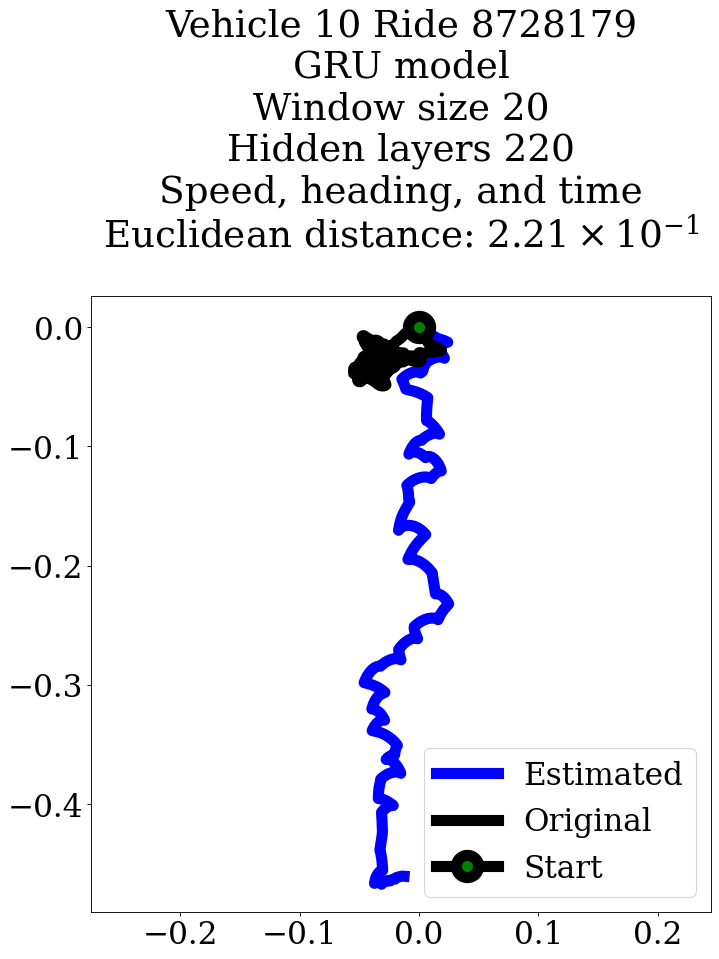 Vehicle 10 Ride 8728179
GRU model
Window size 20
Hidden layers 220
Speed, heading, and time
Euclidean distance: 2.21 × 10⁻¹
0.0
−0.1
−0.2
−0.3
−0.4
Estimated
Original
Start
−0.2 −0.1 0.0 0.1 0.2